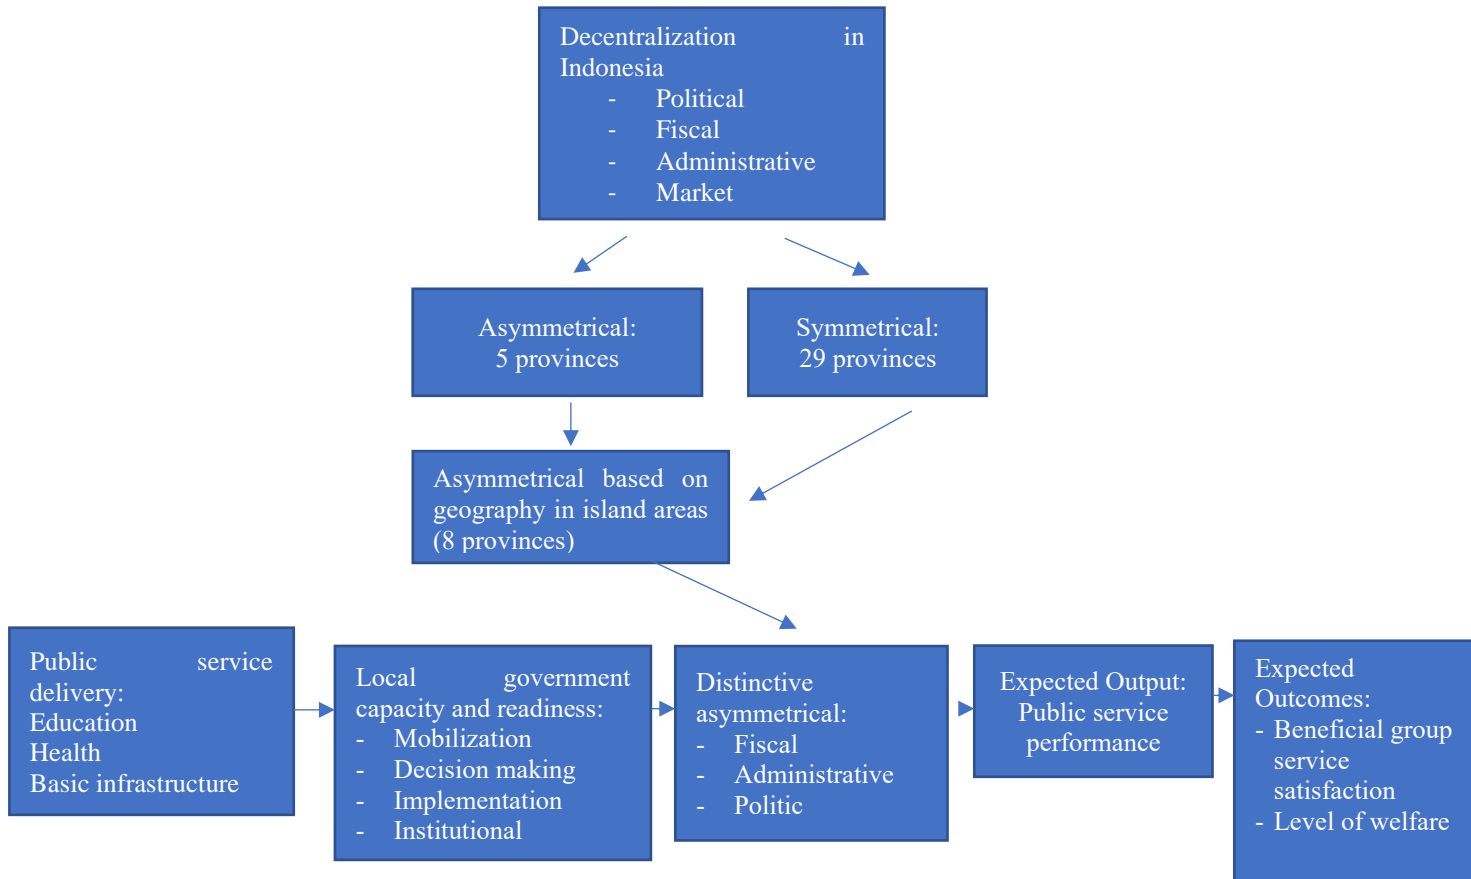 Decentralization in
Indonesia
- Political
- Fiscal
- Administrative
- Market
Asymmetrical:
5 provinces
Symmetrical:
29 provinces
Asymmetrical based on
geography in island areas
(8 provinces)
Public service
delivery:
Education
Health
Basic infrastructure
Local government
capacity and readiness:
- Mobilization
- Decision making
- Implementation
- Institutional
Distinctive
asymmetrical:
- Fiscal
- Administrative
- Politic
Expected Output:
Public service
performance
Expected
Outcomes:
- Beneficial group
service
satisfaction
- Level of welfare